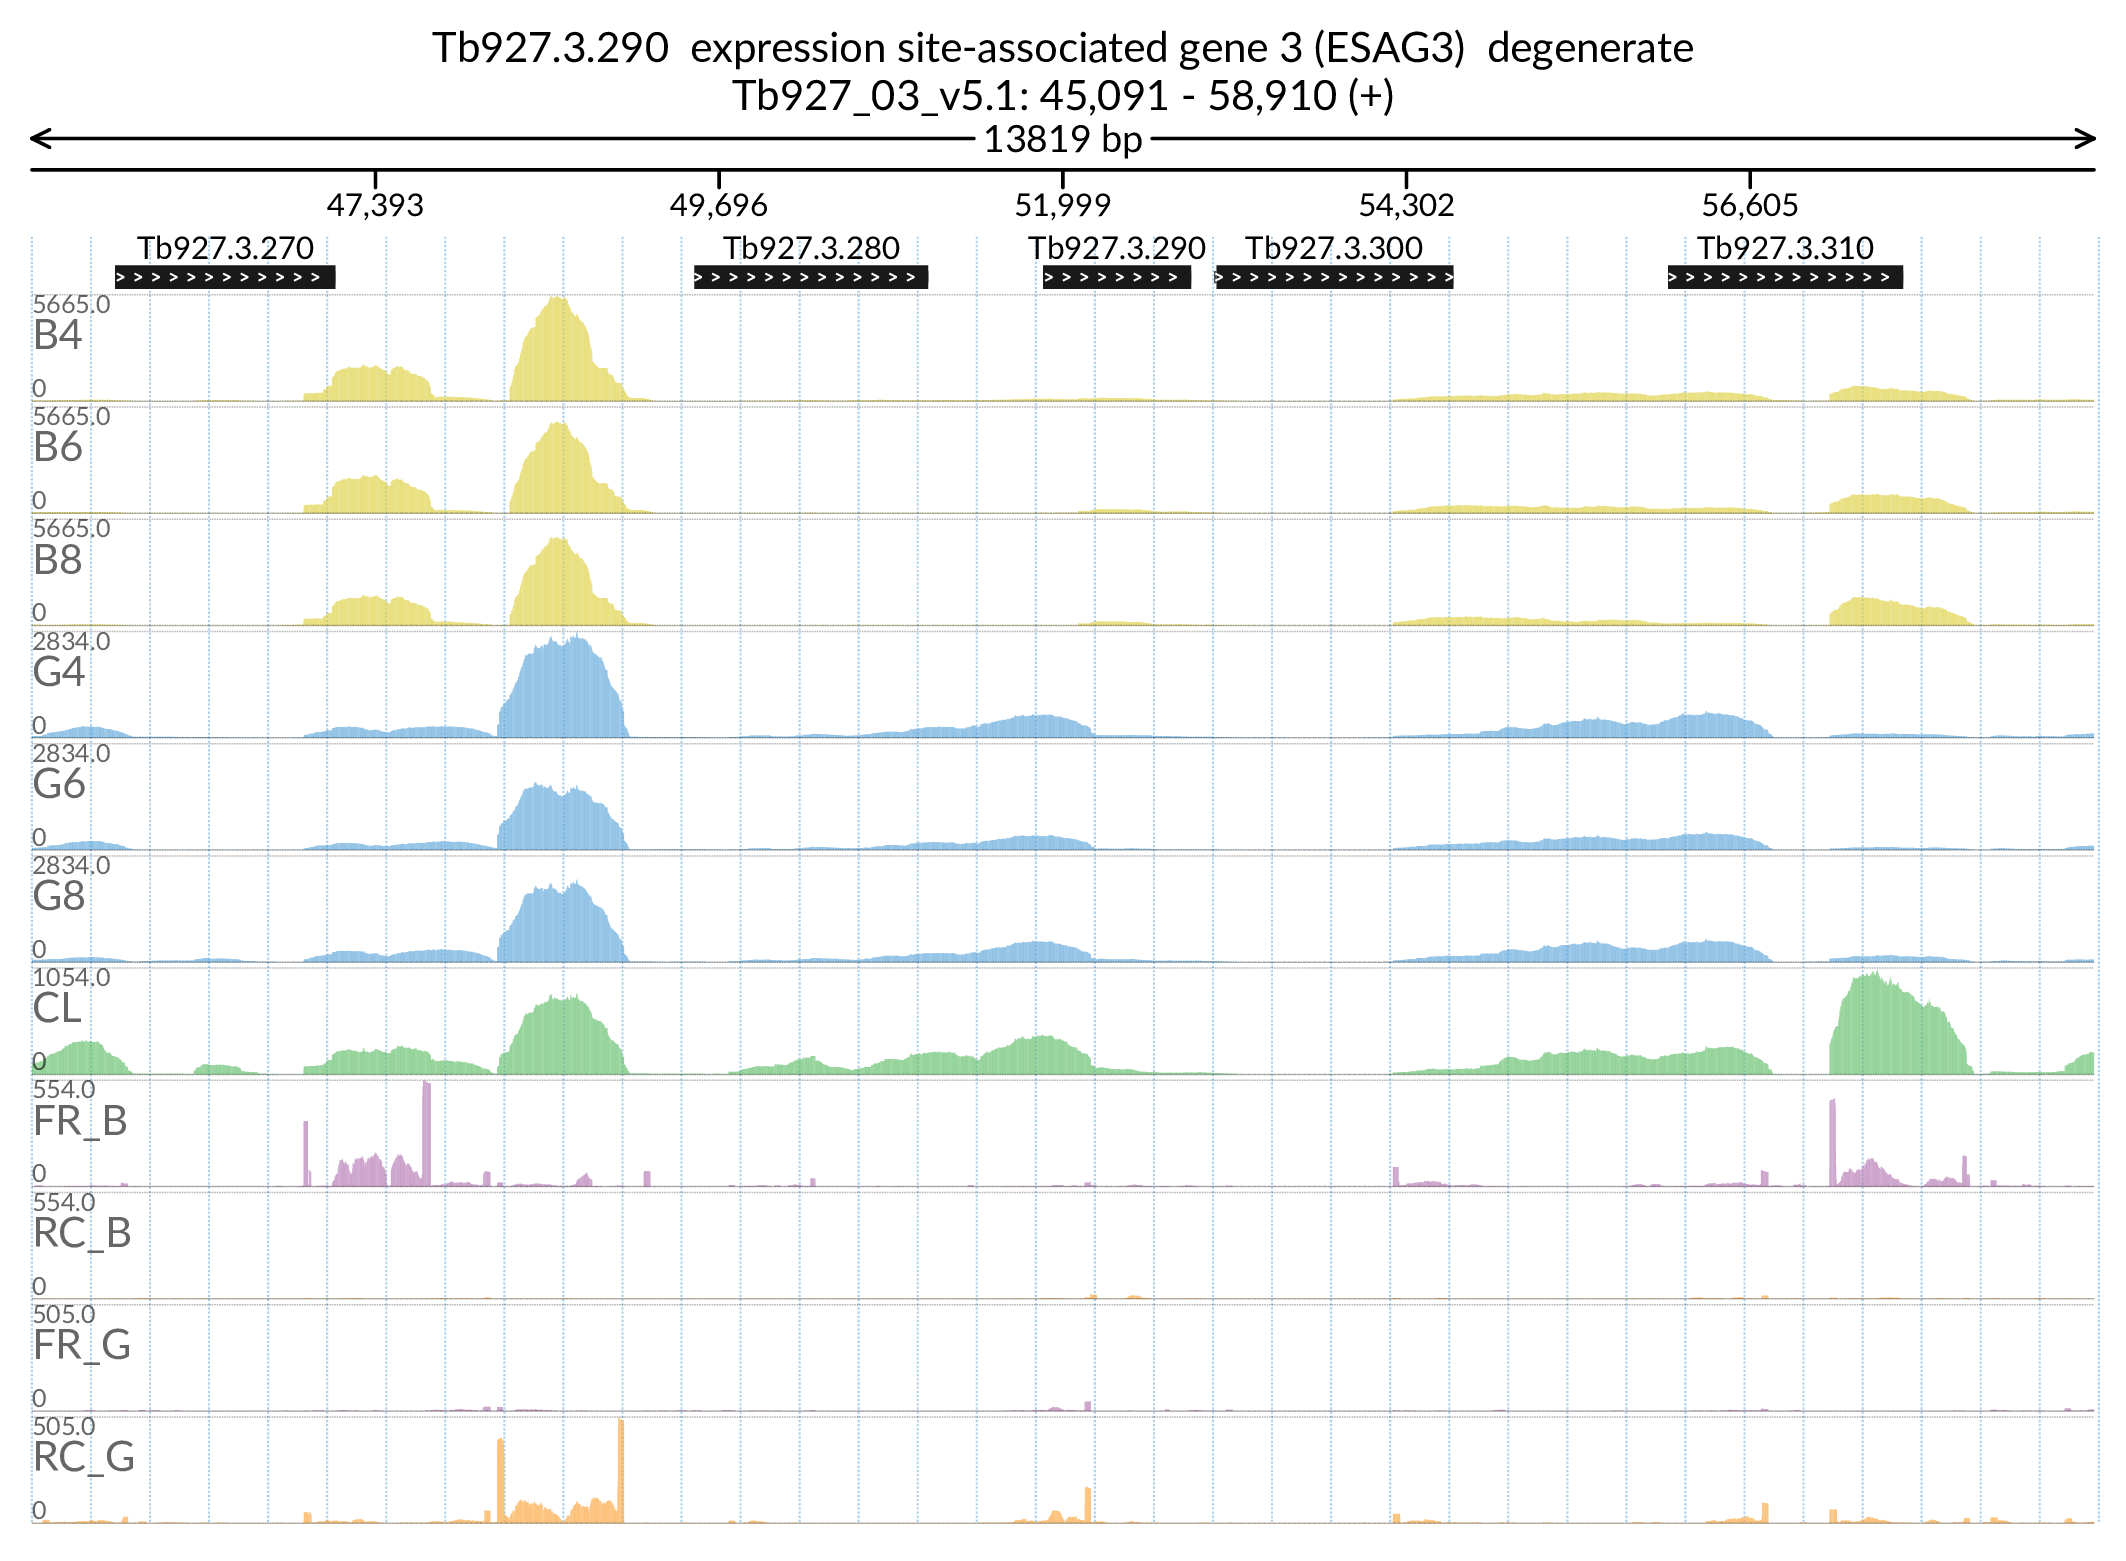 Tb927.3.290  expression site-associated gene 3 (ESAG3)  degenerate
Tb927_03_v5.1: 45,091 - 58,910 (+)
13819 bp
47,393 49,696 51,999 54,302 56,605
Tb927.3.270 Tb927.3.280 Tb927.3.290 Tb927.3.300 Tb927.3.310
5665.0
B4
0
5665.0
B6
0
5665.0
B8
0
2834.0
G4
0
2834.0
G6
0
2834.0
G8
0
1054.0
CL
0
554.0
FR_B
0
554.0
RC_B
0
505.0
FR_G
0
505.0
RC_G
0